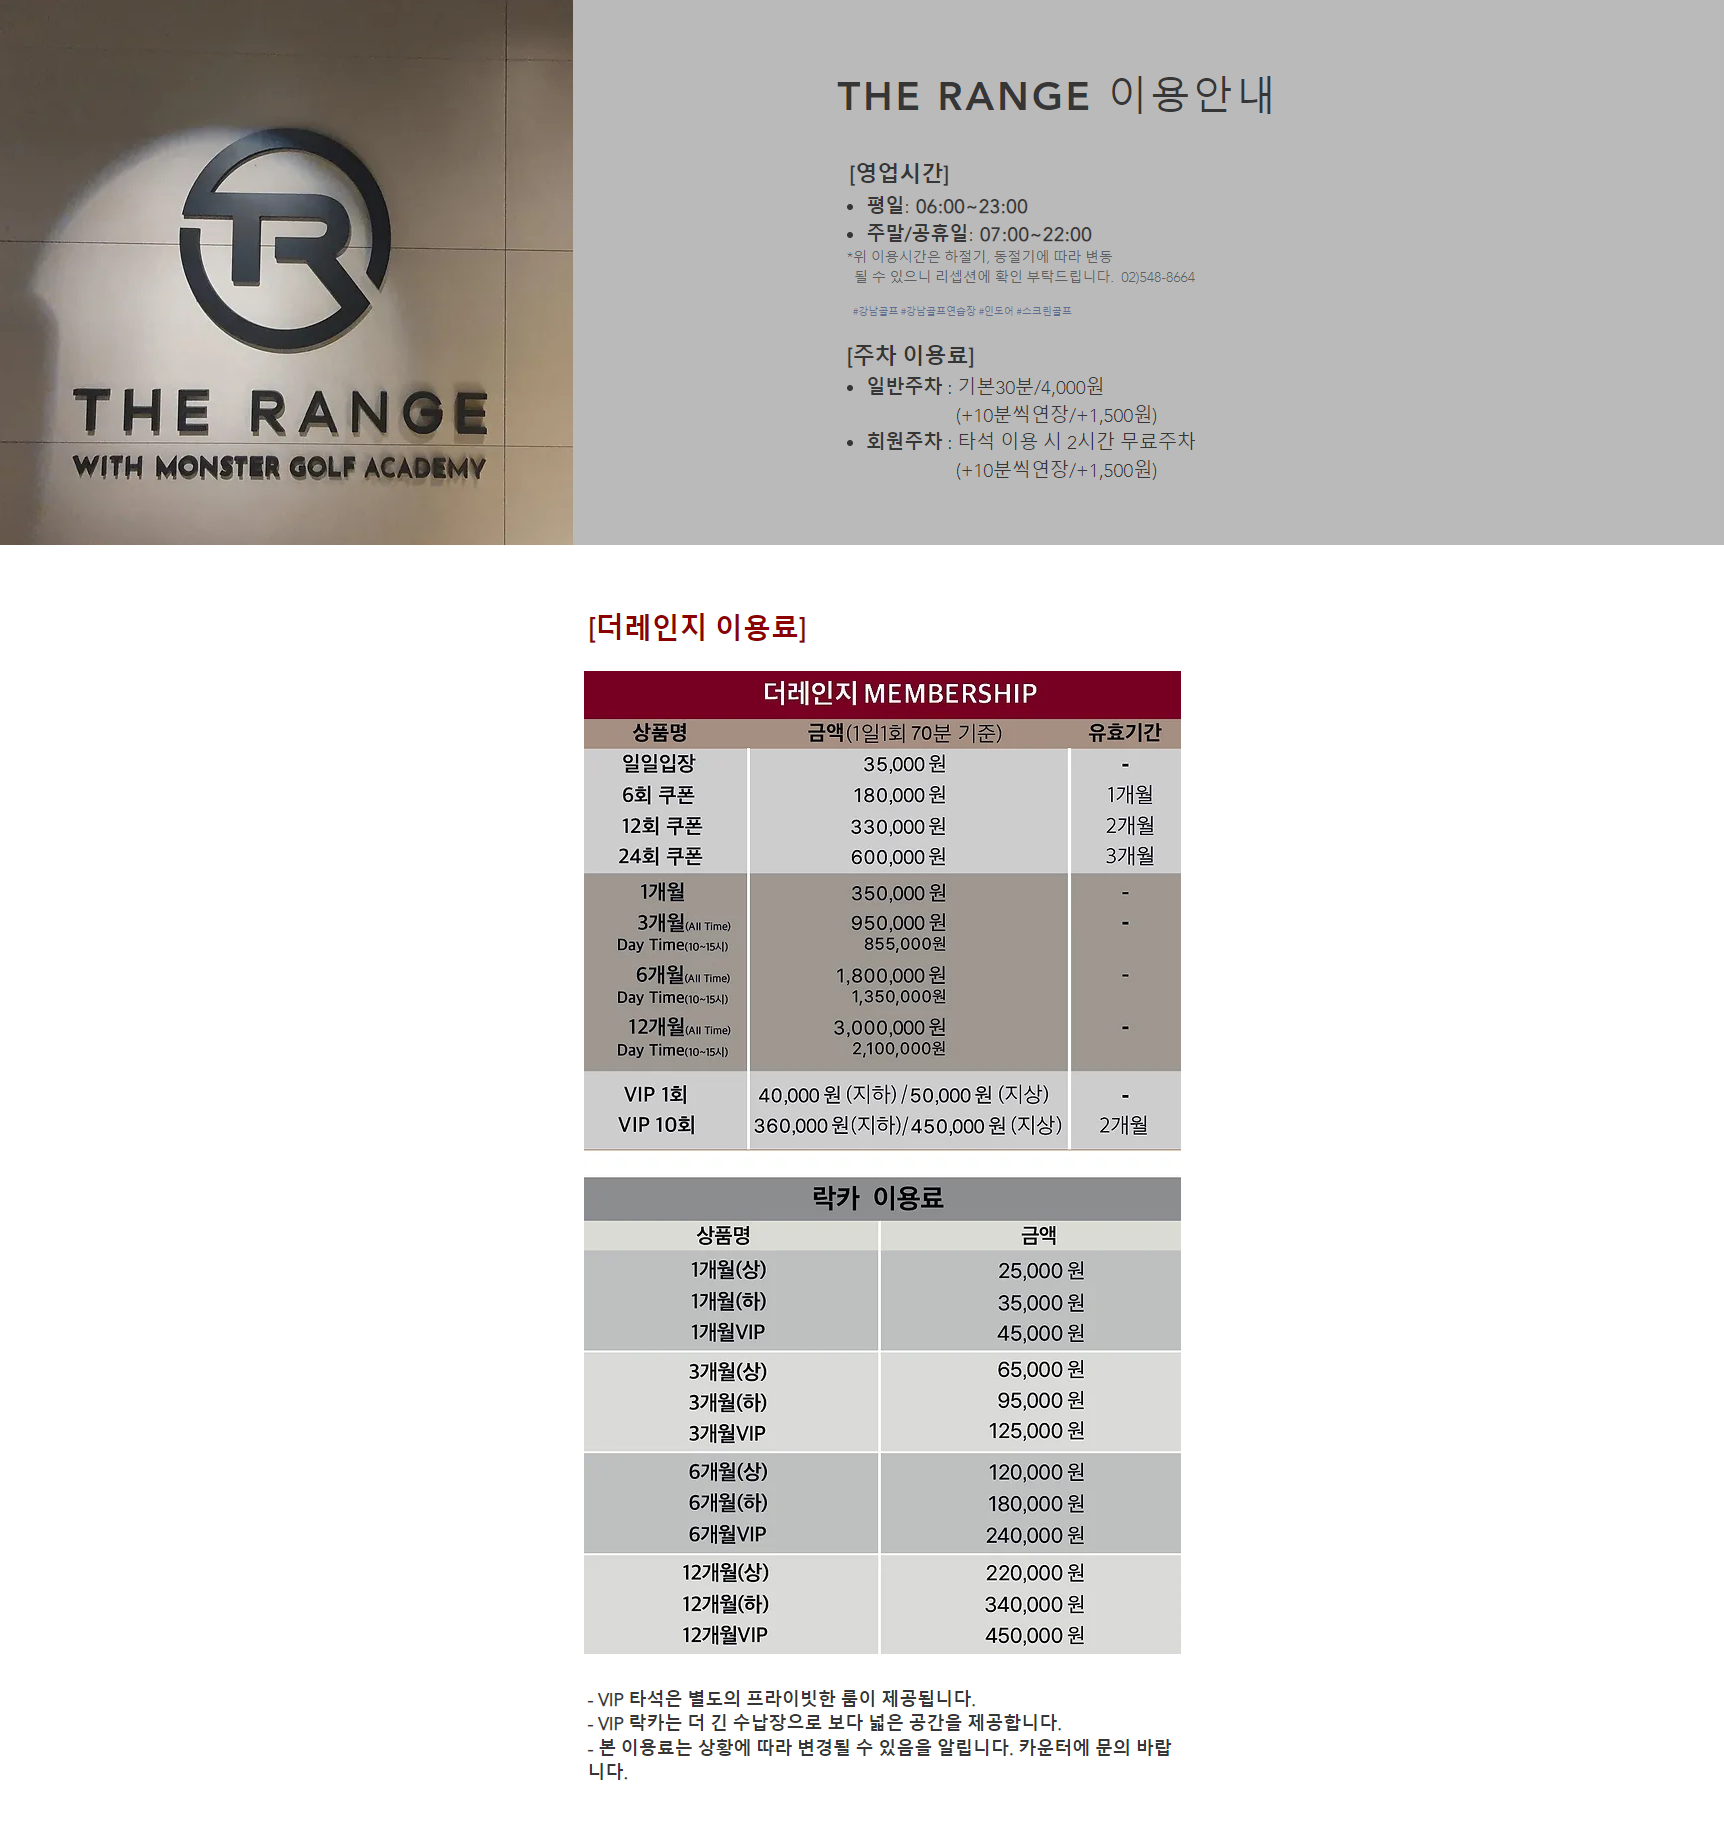 TR
THE RANGE
WITH MONSTER GOLF ACADEMY
THE RANGE 이용안내
[영업시간]
• 평일: 06:00~23:00
• 주말/공휴일: 07:00~22:00
*위 이용시간은 하절기, 동절기에 따라 변동
될 수 있으니 리셉션에 확인 부탁드립니다. 02)548-8664
#강남골프 #강남골프연습장 #인도어 #스크린골프
[주차 이용료]
• 일반주차 : 기본30분/4,000원
(+10분씩연장/+1,500원)
• 회원주차 : 타석 이용 시 2시간 무료주차
(+10분씩연장/+1,500원)
[더레인지 이용료]
더레인지 MEMBERSHIP
상품명 금액(1일1회 70분 기준) 유효기간
일일입장 35,000 원 -
6회 쿠폰 180,000 원 1개월
12회 쿠폰 330,000 원 2개월
24회 쿠폰 600,000 원 3개월
1개월 350,000 원 -
3개월(All Time) 950,000 원 -
Day Time(10~15시) 855,000원
6개월(All Time) 1,800,000 원 -
Day Time(10~15시) 1,350,000원
12개월(All Time) 3,000,000 원 -
Day Time(10~15시) 2,100,000원
VIP 1회 40,000 원 (지하) / 50,000 원 (지상) -
VIP 10회 360,000 원(지하)/ 450,000 원 (지상) 2개월
락카 이용료
상품명 금액
1개월(상) 25,000 원
1개월(하) 35,000 원
1개월VIP 45,000 원
3개월(상) 65,000 원
3개월(하) 95,000 원
3개월VIP 125,000 원
6개월(상) 120,000 원
6개월(하) 180,000 원
6개월VIP 240,000 원
12개월(상) 220,000 원
12개월(하) 340,000 원
12개월VIP 450,000 원
- VIP 타석은 별도의 프라이빗한 룸이 제공됩니다.
- VIP 락카는 더 긴 수납장으로 보다 넓은 공간을 제공합니다.
- 본 이용료는 상황에 따라 변경될 수 있음을 알립니다. 카운터에 문의 바랍
니다.